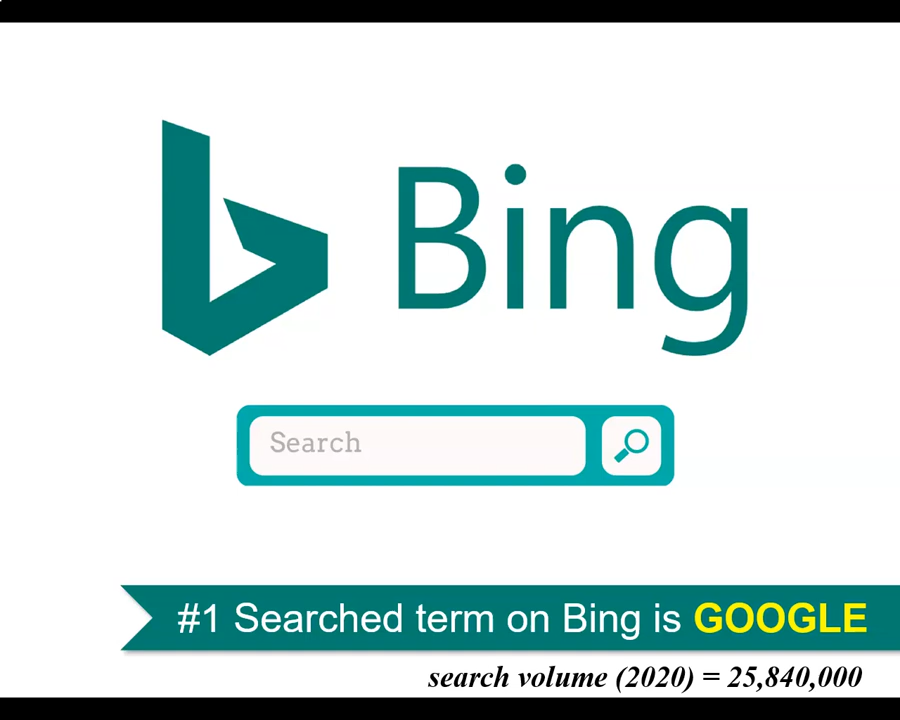 Bing
Search
#1 Searched term on Bing is GOOGLE
search volume (2020) = 25,840,000